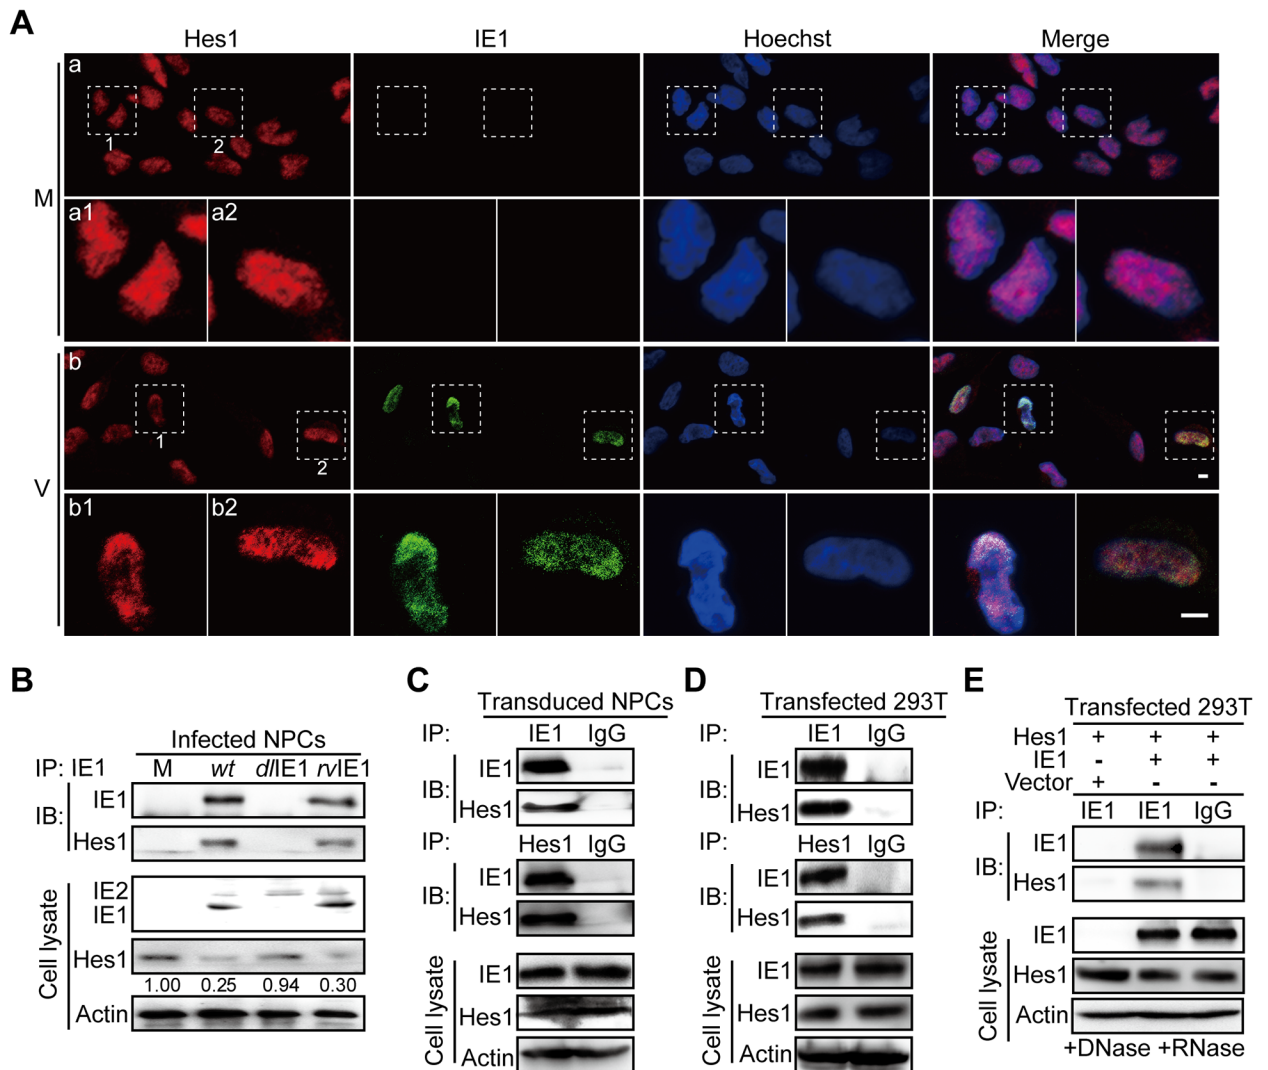 A
Hes1 IE1 Hoechst Merge
M
a
1 2
a1 a2
V
b
1 2
b1 b2
B
Infected NPCs
IP: IE1 M wt dlIE1 rvIE1
IB: IE1
Hes1
Cell lysate
IE2
IE1
Hes1
1.00 0.25 0.94 0.30
Actin
C
Transduced NPCs
IP: IE1 IgG
IB: IE1
Hes1
IP: Hes1 IgG
IB: IE1
Hes1
Cell lysate
IE1
Hes1
Actin
D
Transfected 293T
IP: IE1 IgG
IB: IE1
Hes1
IP: Hes1 IgG
IB: IE1
Hes1
Cell lysate
IE1
Hes1
Actin
E
Transfected 293T
Hes1 + + +
IE1 - + +
Vector + - -
IP: IE1 IE1 IgG
IB: IE1
Hes1
Cell lysate
IE1
Hes1
Actin
+DNase +RNase